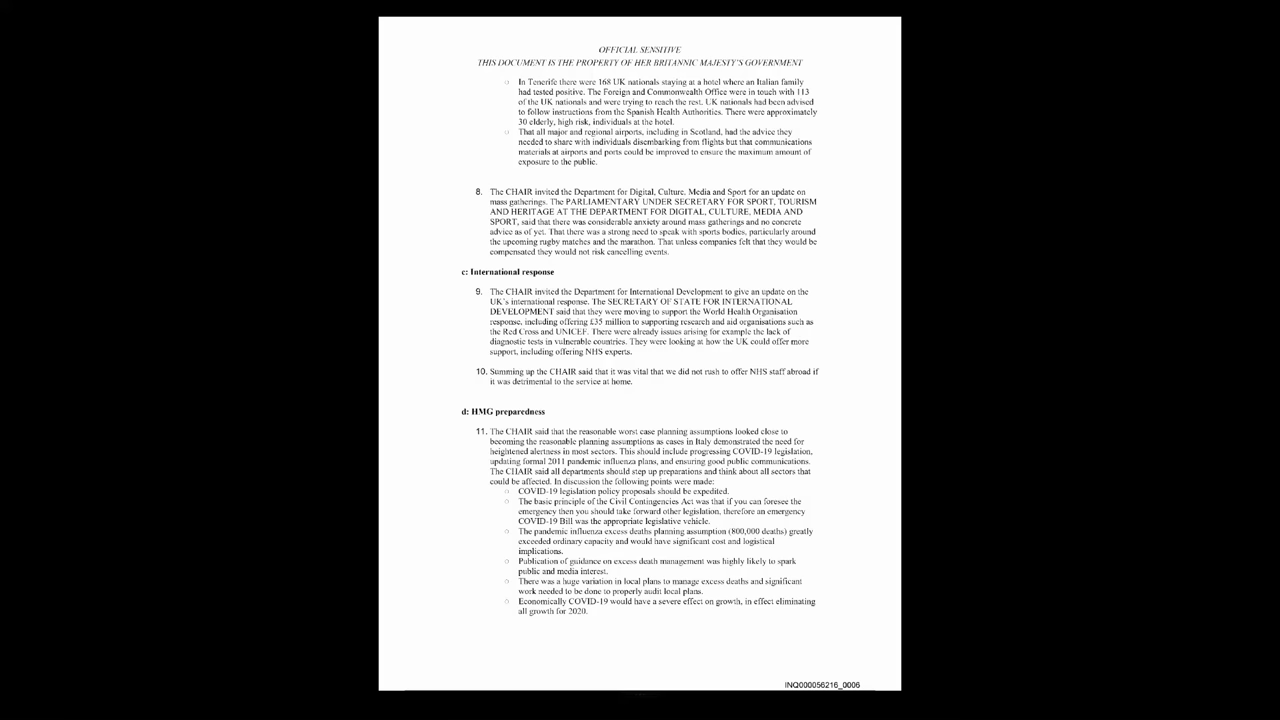 OFFICIAL SENSITIVE
THIS DOCUMENT IS THE PROPERTY OF HER BRITANNIC MAJESTY'S GOVERNMENT
○ In Tenerife there were 168 UK nationals staying at a hotel where an Italian family
had tested positive. The Foreign and Commonwealth Office were in touch with 113
of the UK nationals and were trying to reach the rest. UK nationals had been advised
to follow instructions from the Spanish Health Authorities. There were approximately
30 elderly, high risk, individuals at the hotel.
○ That all major and regional airports, including in Scotland, had the advice they
needed to share with individuals disembarking from flights but that communications
materials at airports and ports could be improved to ensure the maximum amount of
exposure to the public.
8. The CHAIR invited the Department for Digital, Culture, Media and Sport for an update on
mass gatherings. The PARLIAMENTARY UNDER SECRETARY FOR SPORT, TOURISM
AND HERITAGE AT THE DEPARTMENT FOR DIGITAL, CULTURE, MEDIA AND
SPORT, said that there was considerable anxiety around mass gatherings and no concrete
advice as of yet. That there was a strong need to speak with sports bodies, particularly around
the upcoming rugby matches and the marathon. That unless companies felt that they would be
compensated they would not risk cancelling events.
c: International response
9. The CHAIR invited the Department for International Development to give an update on the
UK's international response. The SECRETARY OF STATE FOR INTERNATIONAL
DEVELOPMENT said that they were moving to support the World Health Organisation
response, including offering £35 million to supporting research and aid organisations such as
the Red Cross and UNICEF. There were already issues arising for example the lack of
diagnostic tests in vulnerable countries. They were looking at how the UK could offer more
support, including offering NHS experts.
10. Summing up the CHAIR said that it was vital that we did not rush to offer NHS staff abroad if
it was detrimental to the service at home.
d: HMG preparedness
11. The CHAIR said that the reasonable worst case planning assumptions looked close to
becoming the reasonable planning assumptions as cases in Italy demonstrated the need for
heightened alertness in most sectors. This should include progressing COVID-19 legislation,
updating formal 2011 pandemic influenza plans, and ensuring good public communications.
The CHAIR said all departments should step up preparations and think about all sectors that
could be affected. In discussion the following points were made:
○ COVID-19 legislation policy proposals should be expedited.
○ The basic principle of the Civil Contingencies Act was that if you can foresee the
emergency then you should take forward other legislation, therefore an emergency
COVID-19 Bill was the appropriate legislative vehicle.
○ The pandemic influenza excess deaths planning assumption (800,000 deaths) greatly
exceeded ordinary capacity and would have significant cost and logistical
implications.
○ Publication of guidance on excess death management was highly likely to spark
public and media interest.
○ There was a huge variation in local plans to manage excess deaths and significant
work needed to be done to properly audit local plans.
○ Economically COVID-19 would have a severe effect on growth, in effect eliminating
all growth for 2020.
INQ000056216_0006